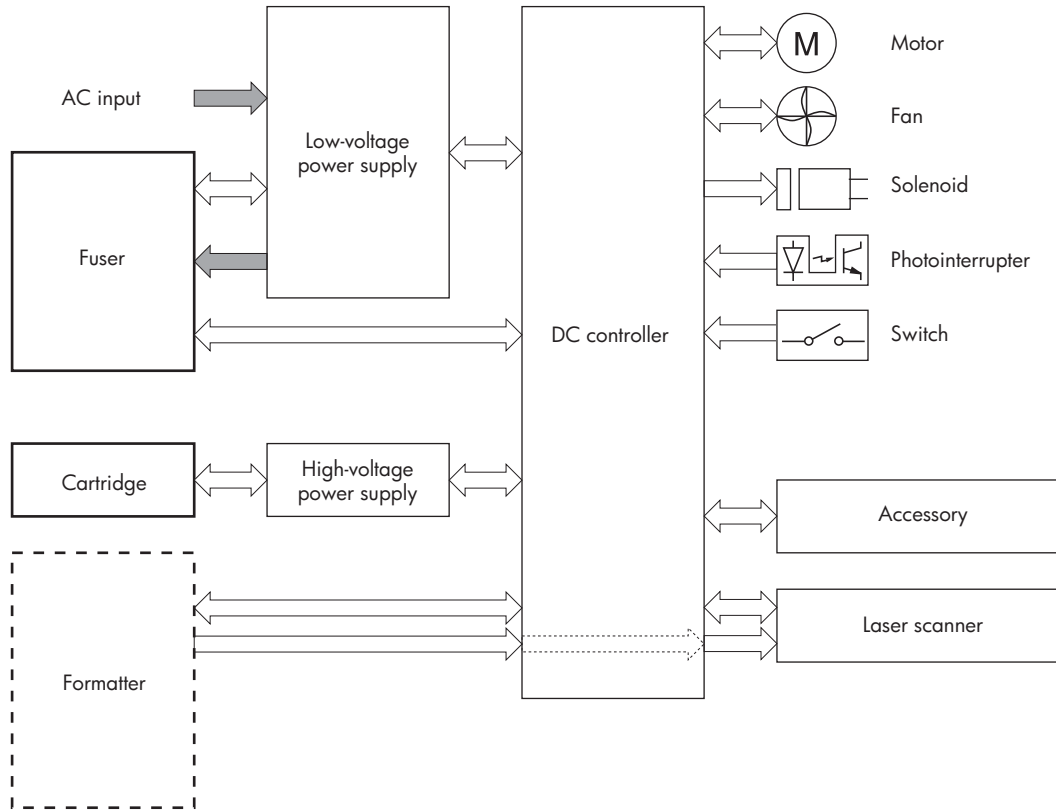 AC input
Low-voltage
power supply
Fuser
DC controller
M
Motor
Fan
Solenoid
Photointerrupter
Switch
Cartridge
High-voltage
power supply
Accessory
Laser scanner
Formatter